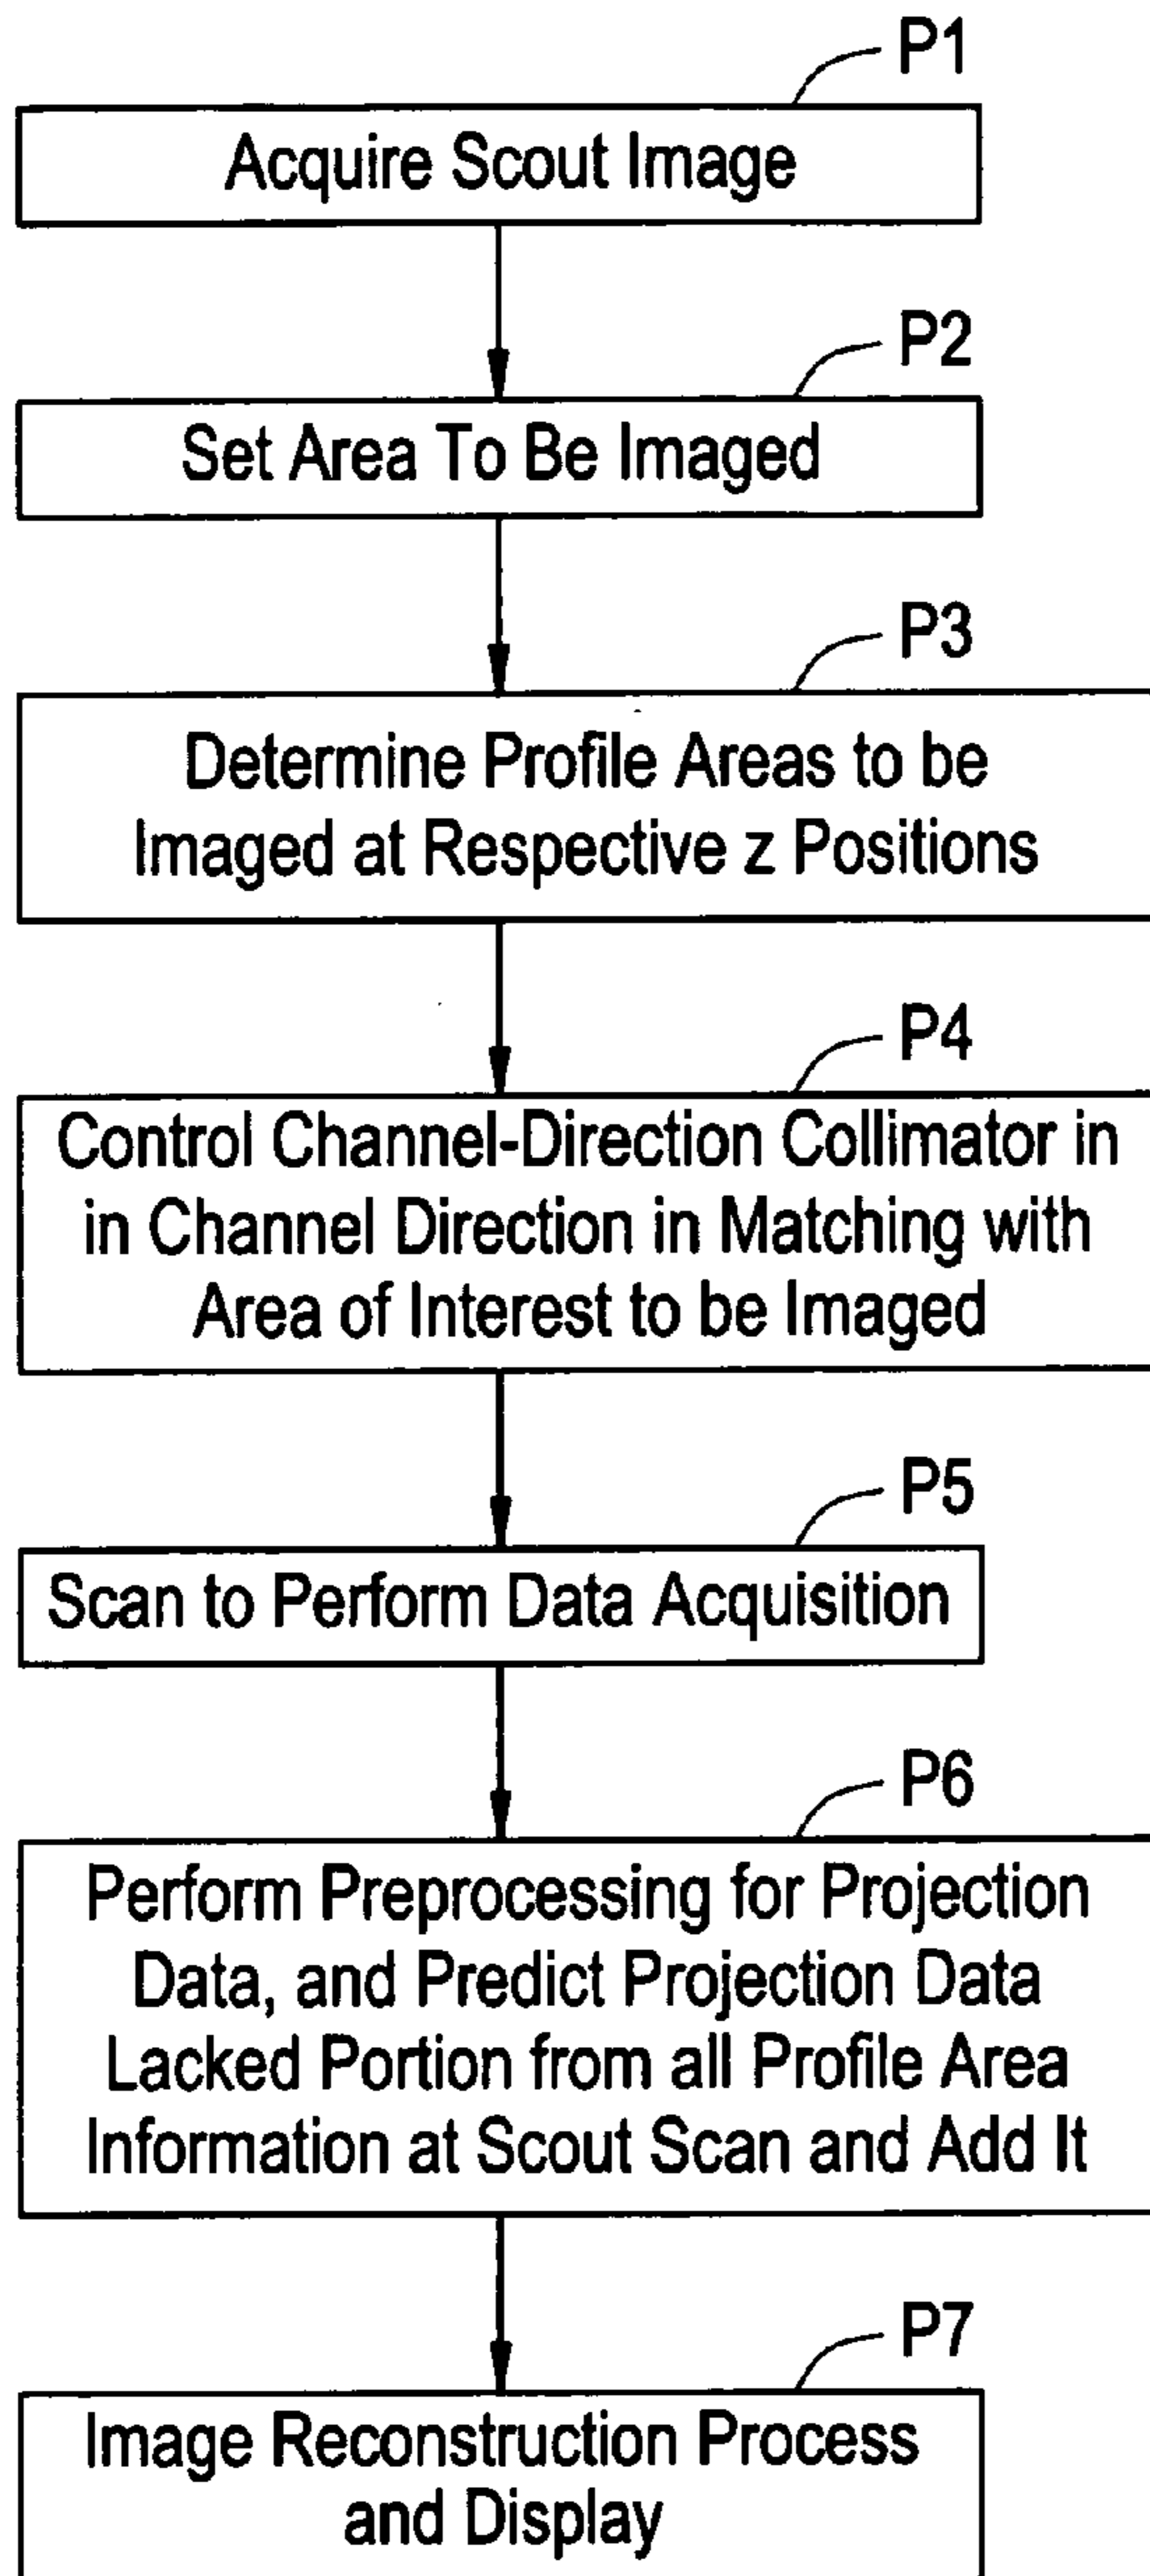 P1
Acquire Scout Image
P2
Set Area To Be Imaged
P3
Determine Profile Areas to be
Imaged at Respective z Positions
P4
Control Channel-Direction Collimator in
in Channel Direction in Matching with
Area of Interest to be Imaged
P5
Scan to Perform Data Acquisition
P6
Perform Preprocessing for Projection
Data, and Predict Projection Data
Lacked Portion from all Profile Area
Information at Scout Scan and Add It
P7
Image Reconstruction Process
and Display